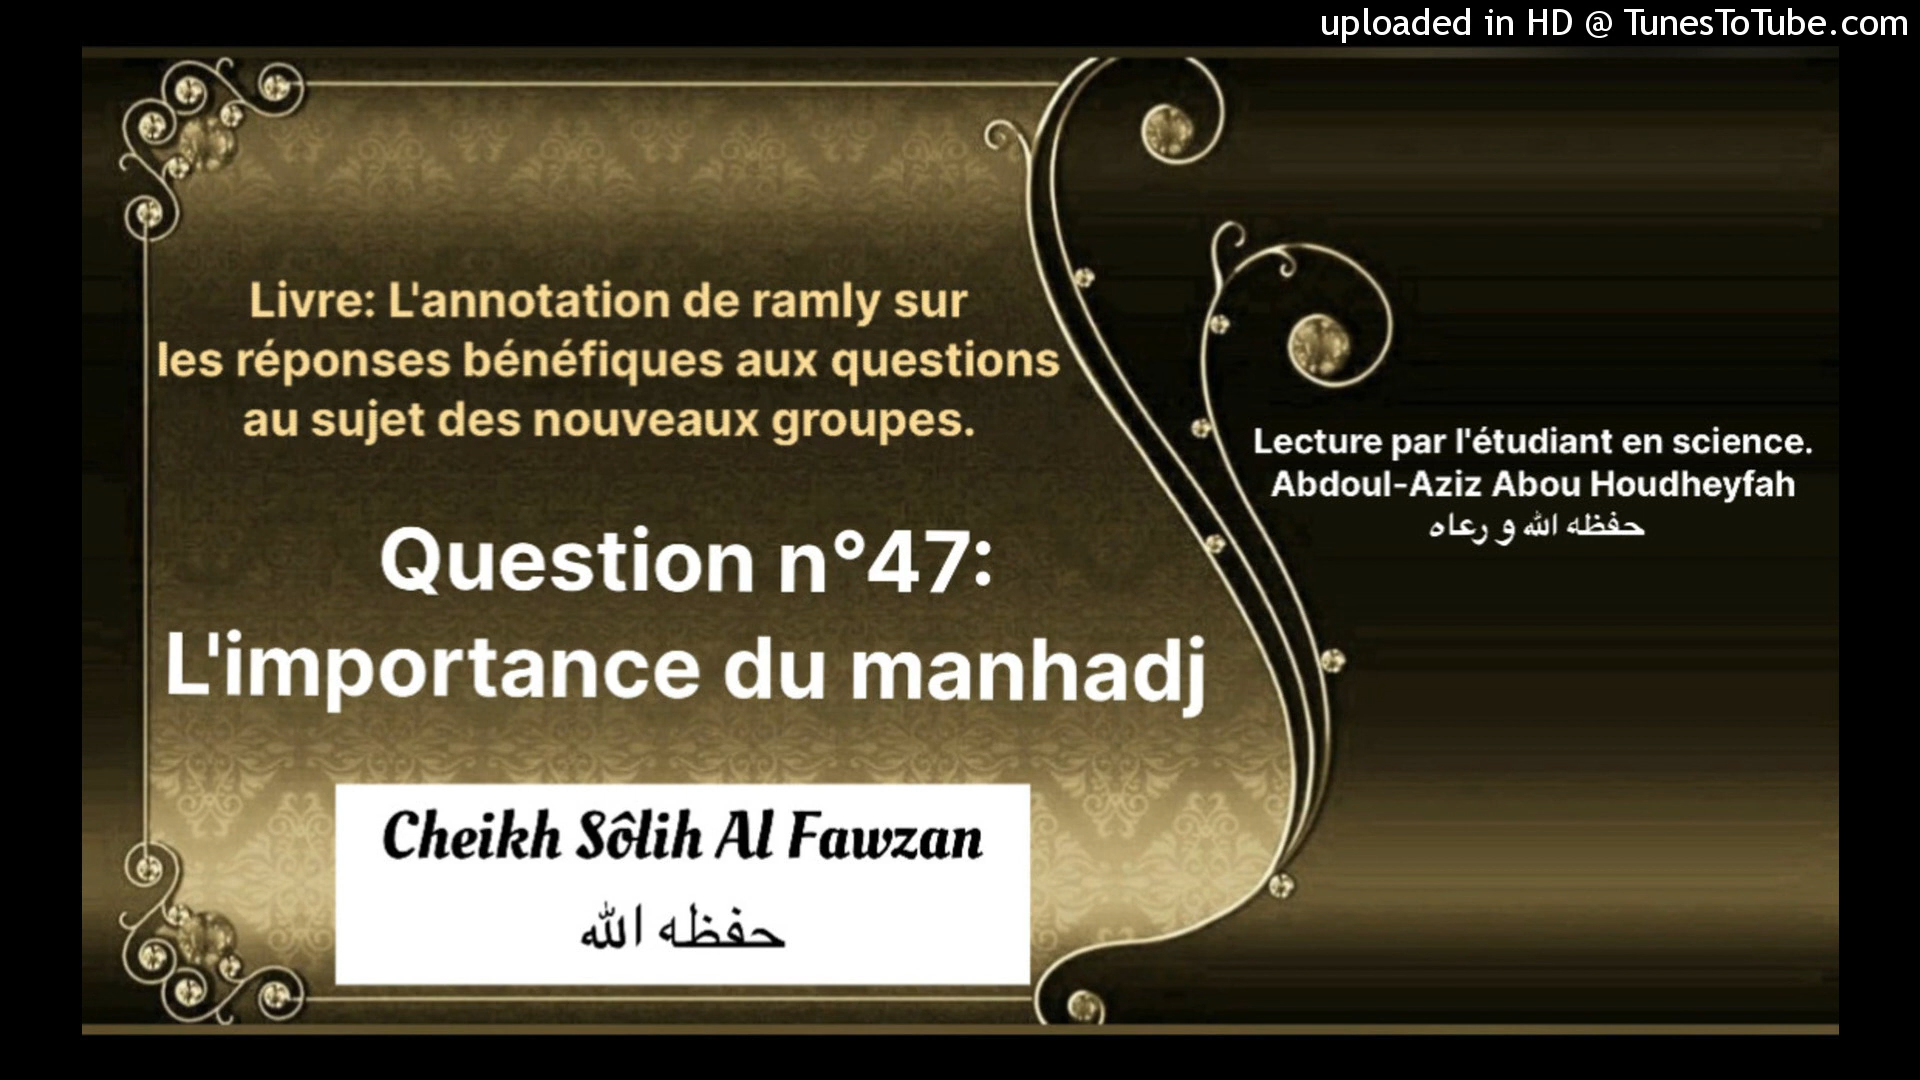 uploaded in HD @ TunesToTube.com
Livre: L'annotation de ramly sur
les réponses bénéfiques aux questions
au sujet des nouveaux groupes.
Question n°47:
L'importance du manhadj
Cheikh Sôlih Al Fawzan
حفظه الله
Lecture par l'étudiant en science.
Abdoul-Aziz Abou Houdheyfah
حفظه الله و رعاه